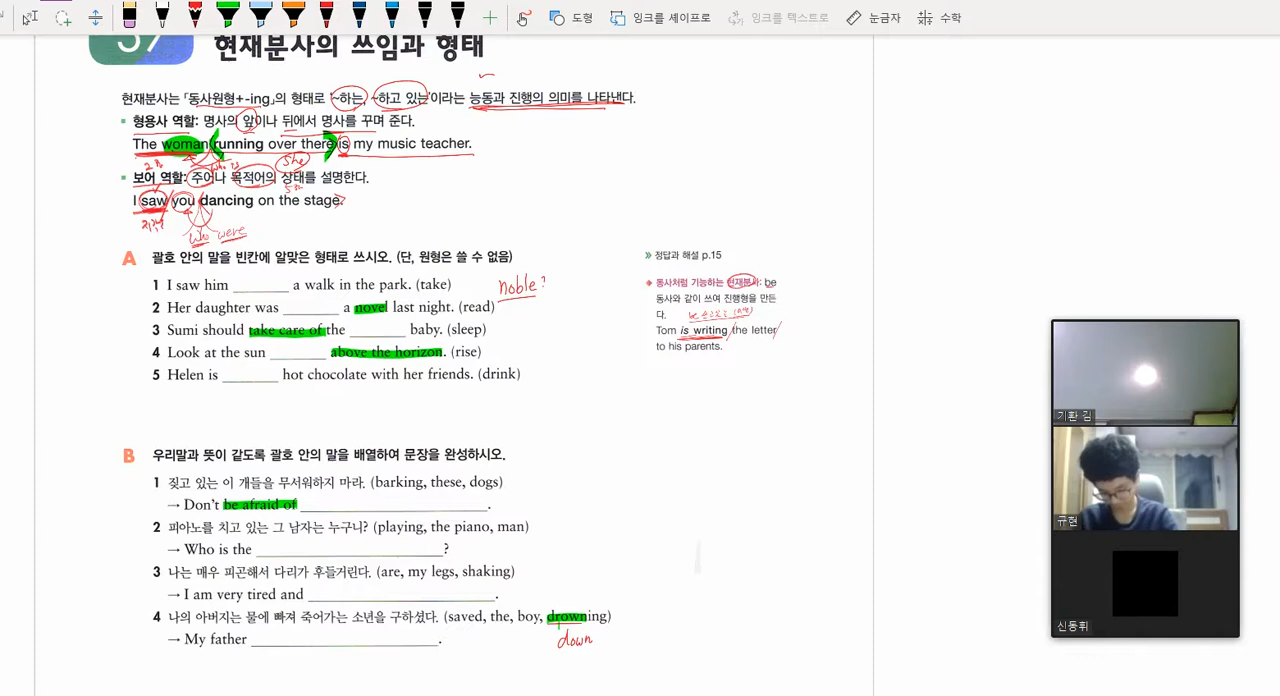 도형
잉크를 셰이프로
잉크를 텍스트로
눈금자
수학
현재분사의 쓰임과 형태
현재분사는 「동사원형+-ing」의 형태로 '~하는, ~하고 있는'이라는 능동과 진행의 의미를 나타낸다.
형용사 역할: 명사의 앞이나 뒤에서 명사를 꾸며 준다.
The woman running over there is my music teacher.
who is
She
보어 역할: 주어나 목적어의 상태를 설명한다.
I saw you dancing on the stage
who were
A 괄호 안의 말을 빈칸에 알맞은 형태로 쓰시오. (단, 원형은 쓸 수 없음)
1 I saw him ______ a walk in the park. (take)
noble?
2 Her daughter was ______ a novel last night. (read)
3 Sumi should take care of the ______ baby. (sleep)
4 Look at the sun ______ above the horizon. (rise)
5 Helen is ______ hot chocolate with her friends. (drink)
정답과 해설 p.15
동사처럼 기능하는 현재분사: be
동사와 같이 쓰여 진행형을 만든
다.
Tom is writing the letter
to his parents.
B 우리말과 뜻이 같도록 괄호 안의 말을 배열하여 문장을 완성하시오.
1 짖고 있는 이 개들을 무서워하지 마라. (barking, these, dogs)
→ Don't be afraid of ______.
2 피아노를 치고 있는 그 남자는 누구니? (playing, the piano, man)
→ Who is the ______?
3 나는 매우 피곤해서 다리가 후들거린다. (are, my legs, shaking)
→ I am very tired and ______.
4 나의 아버지는 물에 빠져 죽어가는 소년을 구하셨다. (saved, the, boy, drowning)
→ My father ______.
down
기환 김
규현
신동휘